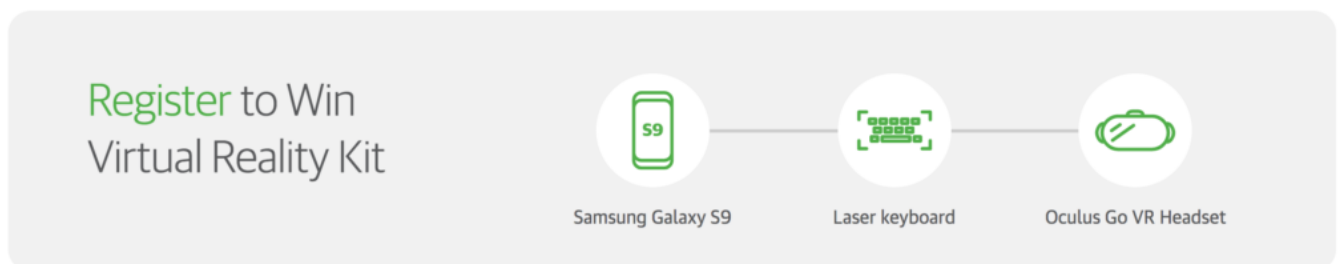 Register to Win
Virtual Reality Kit
S9
Samsung Galaxy S9
Laser keyboard
Oculus Go VR Headset